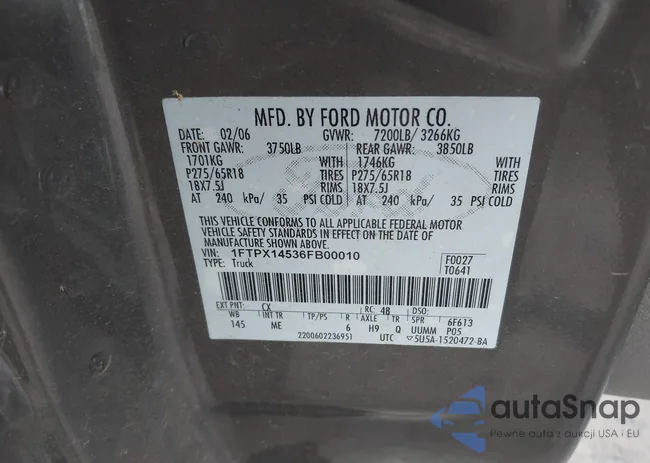 MFD. BY FORD MOTOR CO.
DATE: 02/06 GVWR: 7200LB/ 3266KG
FRONT GAWR: 3750LB REAR GAWR: 3850LB
1701KG WITH 1746KG WITH
P275/65R18 TIRES P275/65R18 TIRES
18X7.5J RIMS 18X7.5J RIMS
AT 240 kPa/ 35 PSI COLD AT 240 kPa/ 35 PSI COLD
THIS VEHICLE CONFORMS TO ALL APPLICABLE FEDERAL MOTOR
VEHICLE SAFETY STANDARDS IN EFFECT ON THE DATE OF
MANUFACTURE SHOWN ABOVE.
VIN: 1FTPX14536FB00010 F0027
TYPE: Truck T0641
EXT PNT: CX RC: 48 DSO:
WB INT TR TP/PS R AXLE TR SPR 6F613
145 ME 6 H9 Q UUMM P05
2200602236951 UTC ▽5U5A-1520472-BA
autaSnap
Pewne auta z aukcji USA i EU